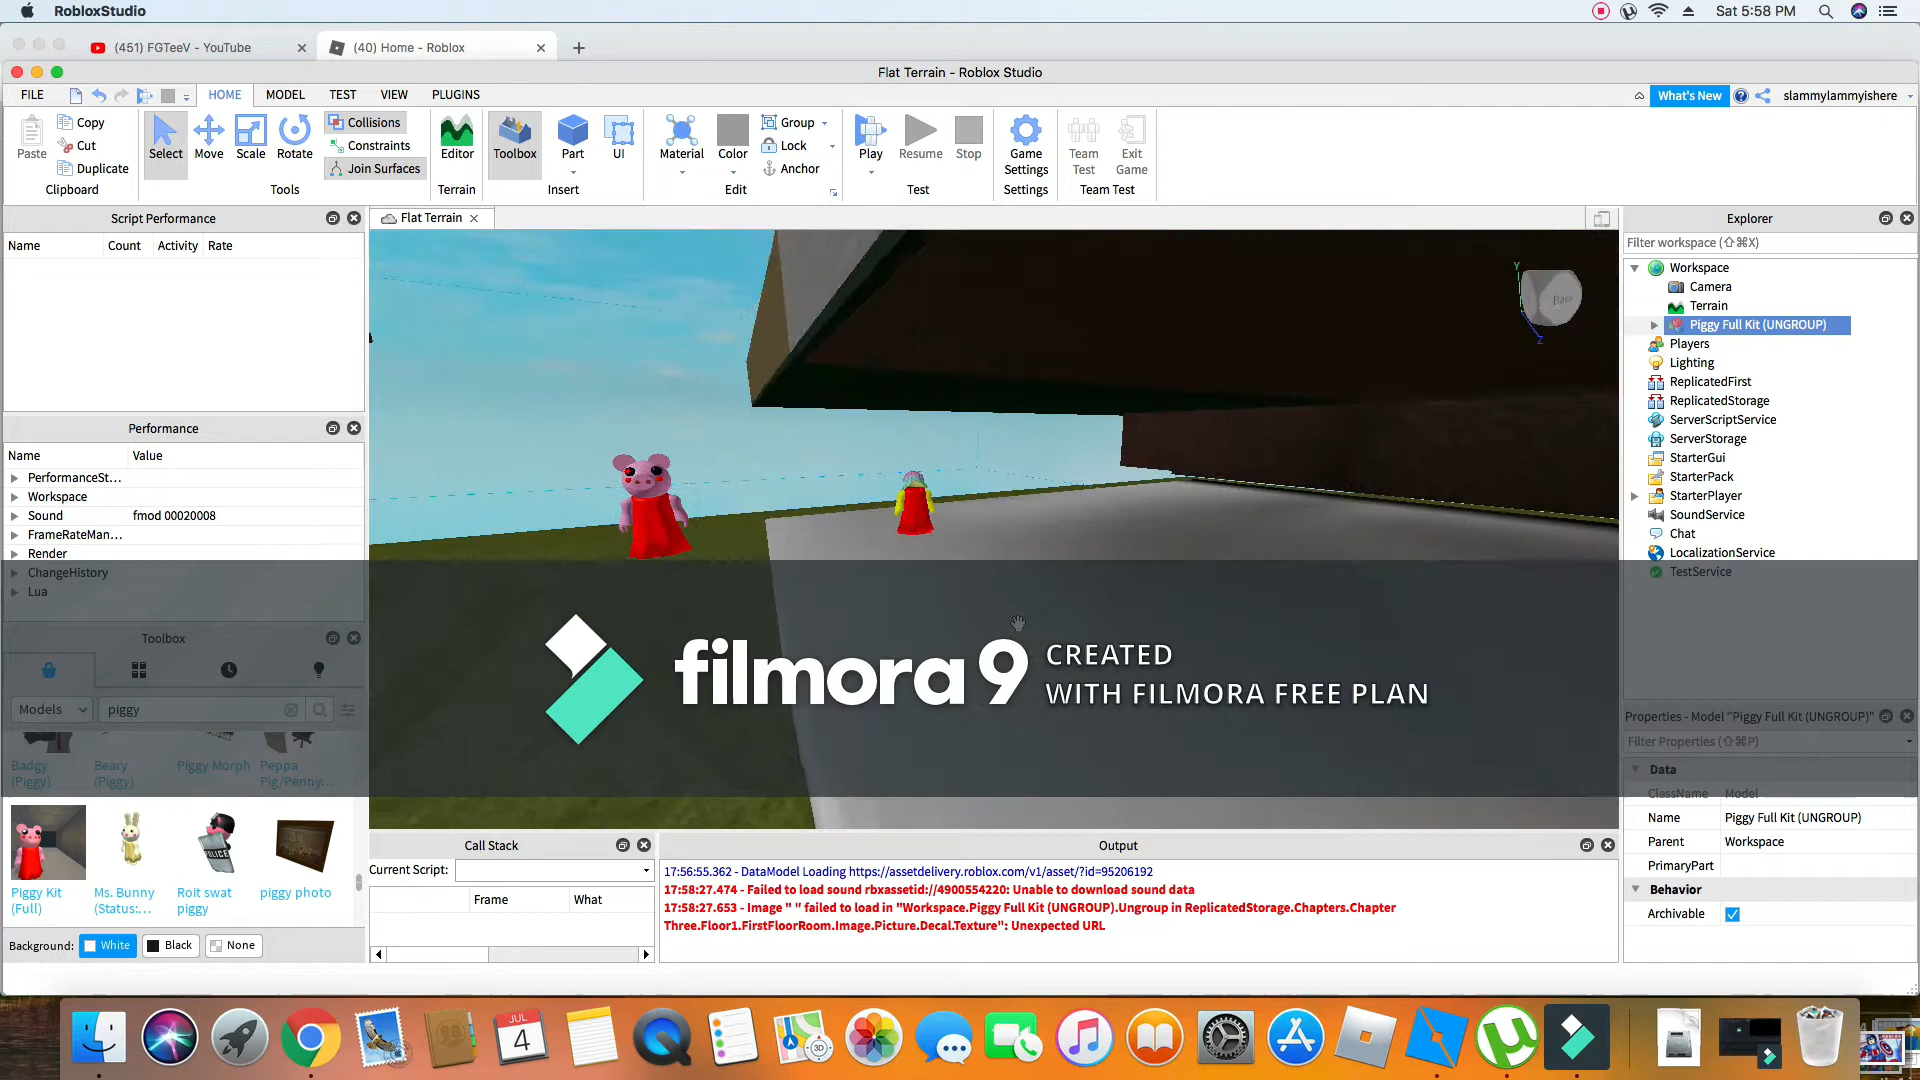 RobloxStudio
Sat 5:58 PM
(451) FGTeeV - YouTube
(40) Home - Roblox
Flat Terrain - Roblox Studio
FILE
HOME
MODEL
TEST
VIEW
PLUGINS
What's New
slammylammyishere
Paste
Copy
Cut
Duplicate
Clipboard
Select
Move
Scale
Rotate
Tools
Collisions
Constraints
Join Surfaces
Editor
Terrain
Toolbox
Part
UI
Insert
Material
Color
Group
Lock
Anchor
Edit
Play
Resume
Stop
Test
Game
Settings
Settings
Team
Test
Exit
Game
Team Test
Script Performance
Name Count Activity Rate
Performance
Name Value
PerformanceSt...
Workspace
Sound fmod 00020008
FrameRateMan...
Render
ChangeHistory
Lua
Toolbox
Models
piggy
Badgy
(Piggy)
Beary
(Piggy)
Piggy Morph
Peppa
Pig/Penny...
Piggy Kit
(Full)
Ms. Bunny
(Status:...
Roit swat
piggy
piggy photo
POLICE
Background: White Black None
Flat Terrain
Y
Z
filmora 9
CREATED
WITH FILMORA FREE PLAN
Call Stack
Current Script:
Frame What
Output
17:56:55.362 - DataModel Loading https://assetdelivery.roblox.com/v1/asset/?id=95206192
17:58:27.474 - Failed to load sound rbxassetid://4900554220: Unable to download sound data
17:58:27.653 - Image " " failed to load in "Workspace.Piggy Full Kit (UNGROUP).Ungroup in ReplicatedStorage.Chapters.Chapter
Three.Floor1.FirstFloorRoom.Image.Picture.Decal.Texture": Unexpected URL
Explorer
Filter workspace (⇧⌘X)
Workspace
Camera
Terrain
Piggy Full Kit (UNGROUP)
Players
Lighting
ReplicatedFirst
ReplicatedStorage
ServerScriptService
ServerStorage
StarterGui
StarterPack
StarterPlayer
SoundService
Chat
LocalizationService
TestService
Properties - Model "Piggy Full Kit (UNGROUP)"
Filter Properties (⇧⌘P)
Data
ClassName Model
Name Piggy Full Kit (UNGROUP)
Parent Workspace
PrimaryPart
Behavior
Archivable
JUL
4
3D